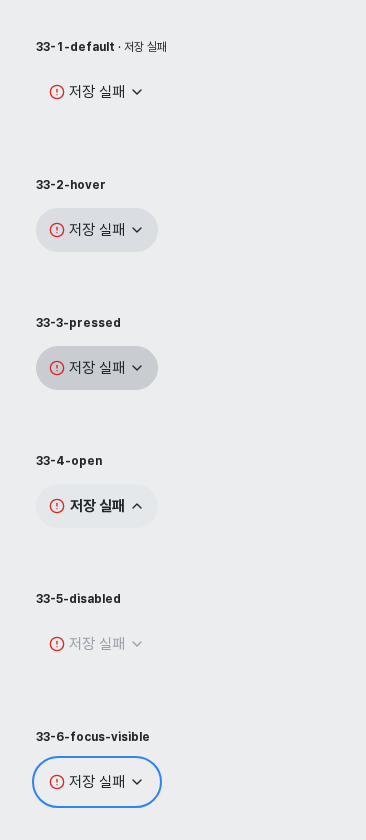 33-1-default · 저장 실패
저장 실패
33-2-hover
저장 실패
33-3-pressed
저장 실패
33-4-open
저장 실패
33-5-disabled
저장 실패
33-6-focus-visible
저장 실패